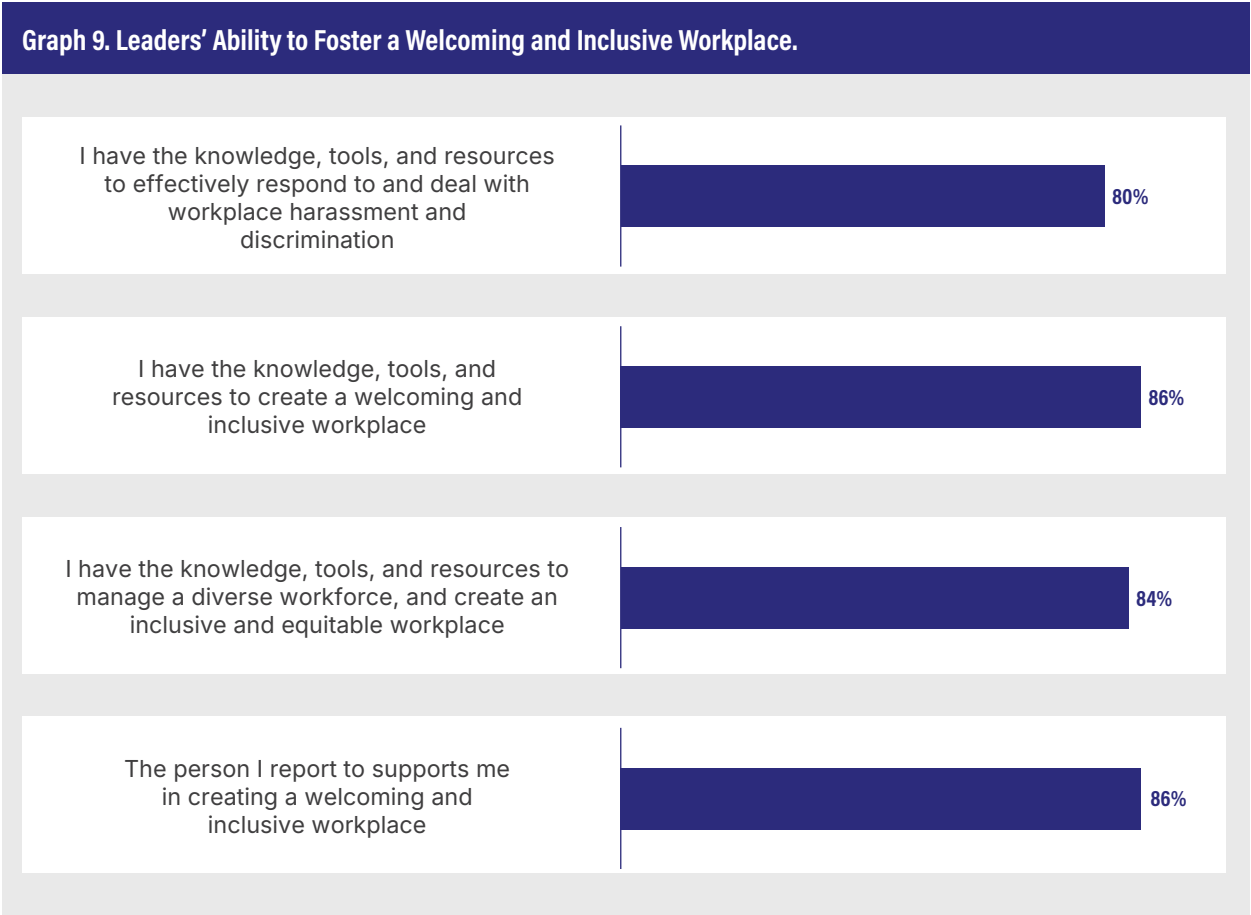 Graph 9. Leaders’ Ability to Foster a Welcoming and Inclusive Workplace.
I have the knowledge, tools, and resources
to effectively respond to and deal with
workplace harassment and
discrimination
80%
I have the knowledge, tools, and
resources to create a welcoming and
inclusive workplace
86%
I have the knowledge, tools, and resources to
manage a diverse workforce, and create an
inclusive and equitable workplace
84%
The person I report to supports me
in creating a welcoming and
inclusive workplace
86%